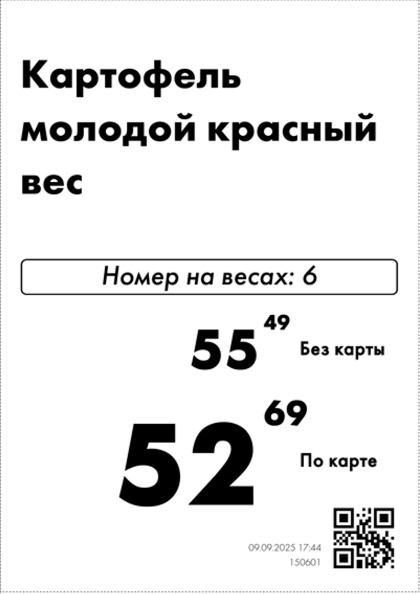 Картофель
молодой красный
вес
Номер на весах: 6
55 49 Без карты
52 69 По карте
09.09.2025 17:44
150601